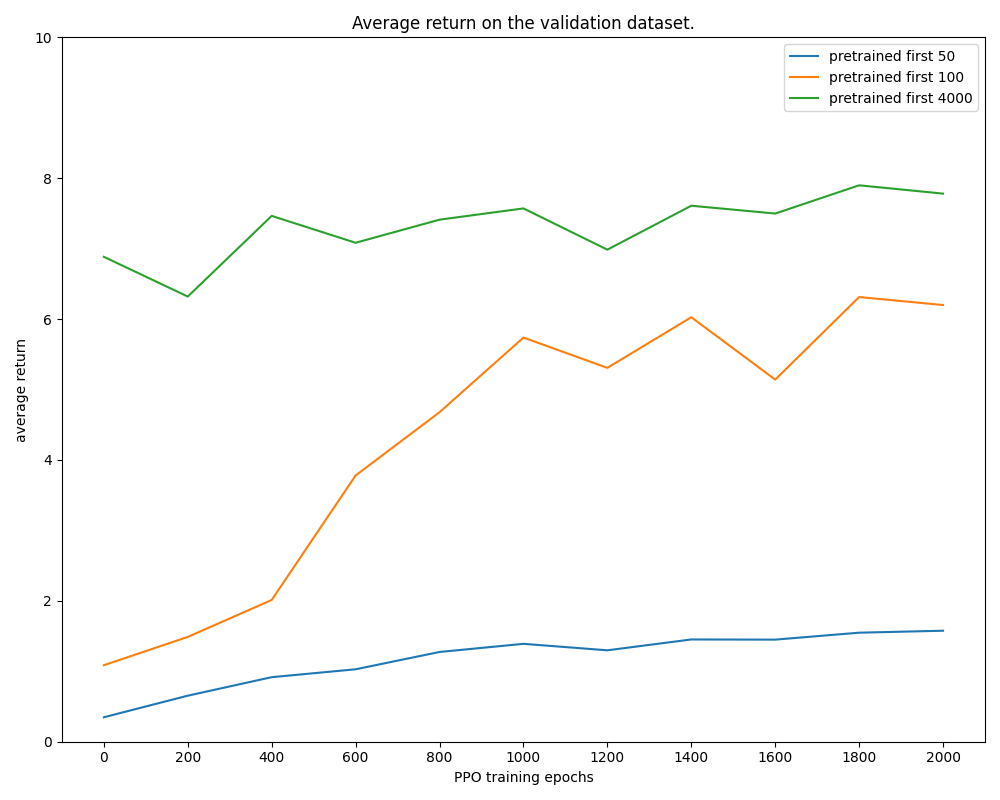 Average return on the validation dataset.
pretrained first 50
pretrained first 100
pretrained first 4000
average return
10
8
6
4
2
0
0 200 400 600 800 1000 1200 1400 1600 1800 2000
PPO training epochs